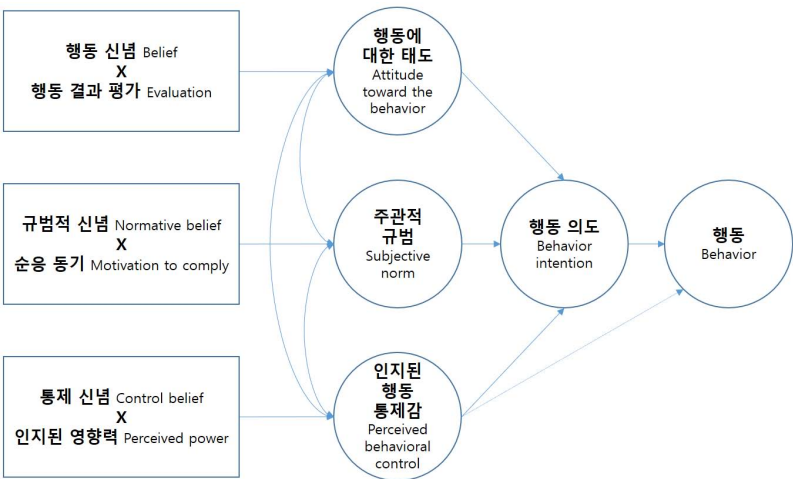 행동 신념 Belief
X
행동 결과 평가 Evaluation
행동에
대한 태도
Attitude
toward the
behavior
규범적 신념 Normative belief
X
순응 동기 Motivation to comply
주관적
규범
Subjective
norm
행동 의도
Behavior
intention
행동
Behavior
통제 신념 Control belief
X
인지된 영향력 Perceived power
인지된
행동
통제감
Perceived
behavioral
control